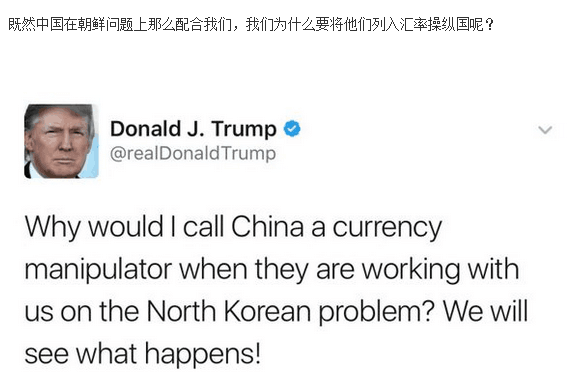 既然中国在朝鲜问题上那么配合我们，我们为什么要将他们列入汇率操纵国呢？
Donald J. Trump
@realDonaldTrump
Why would I call China a currency
manipulator when they are working with
us on the North Korean problem? We will
see what happens!